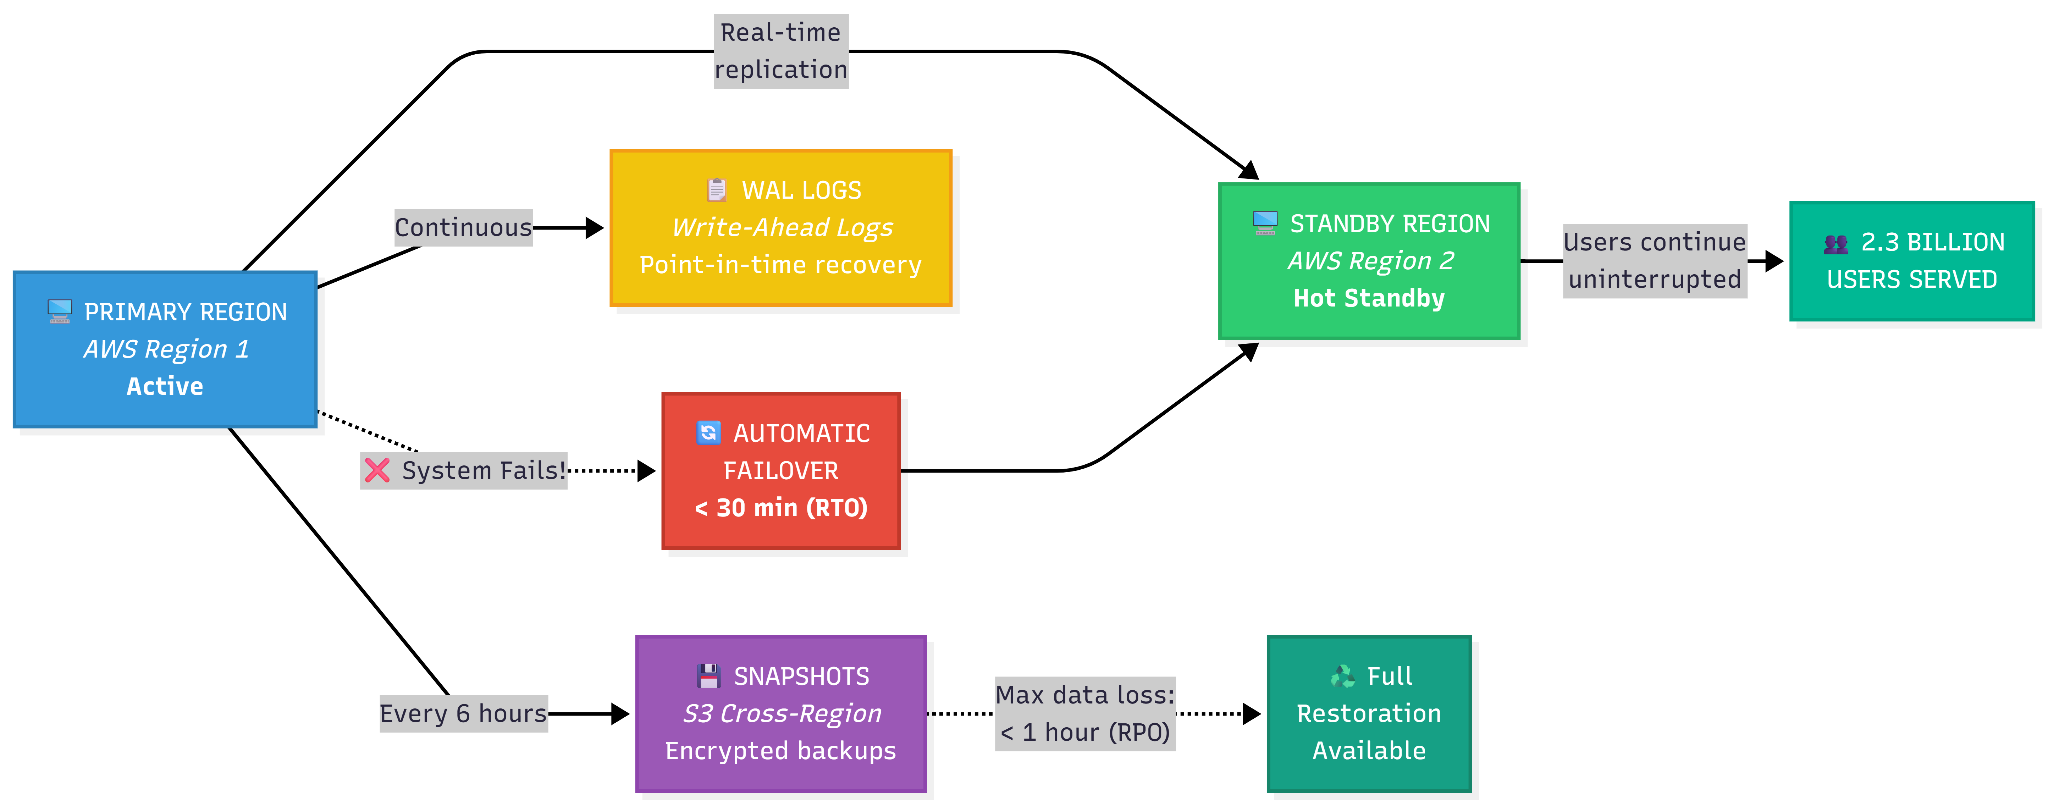 Real-time
replication
WAL LOGS
Write-Ahead Logs
Point-in-time recovery
Continuous
PRIMARY REGION
AWS Region 1
Active
STANDBY REGION
AWS Region 2
Hot Standby
Users continue
uninterrupted
2.3 BILLION
USERS SERVED
❌ System Fails!
AUTOMATIC
FAILOVER
< 30 min (RTO)
Every 6 hours
SNAPSHOTS
S3 Cross-Region
Encrypted backups
Max data loss:
< 1 hour (RPO)
Full
Restoration
Available